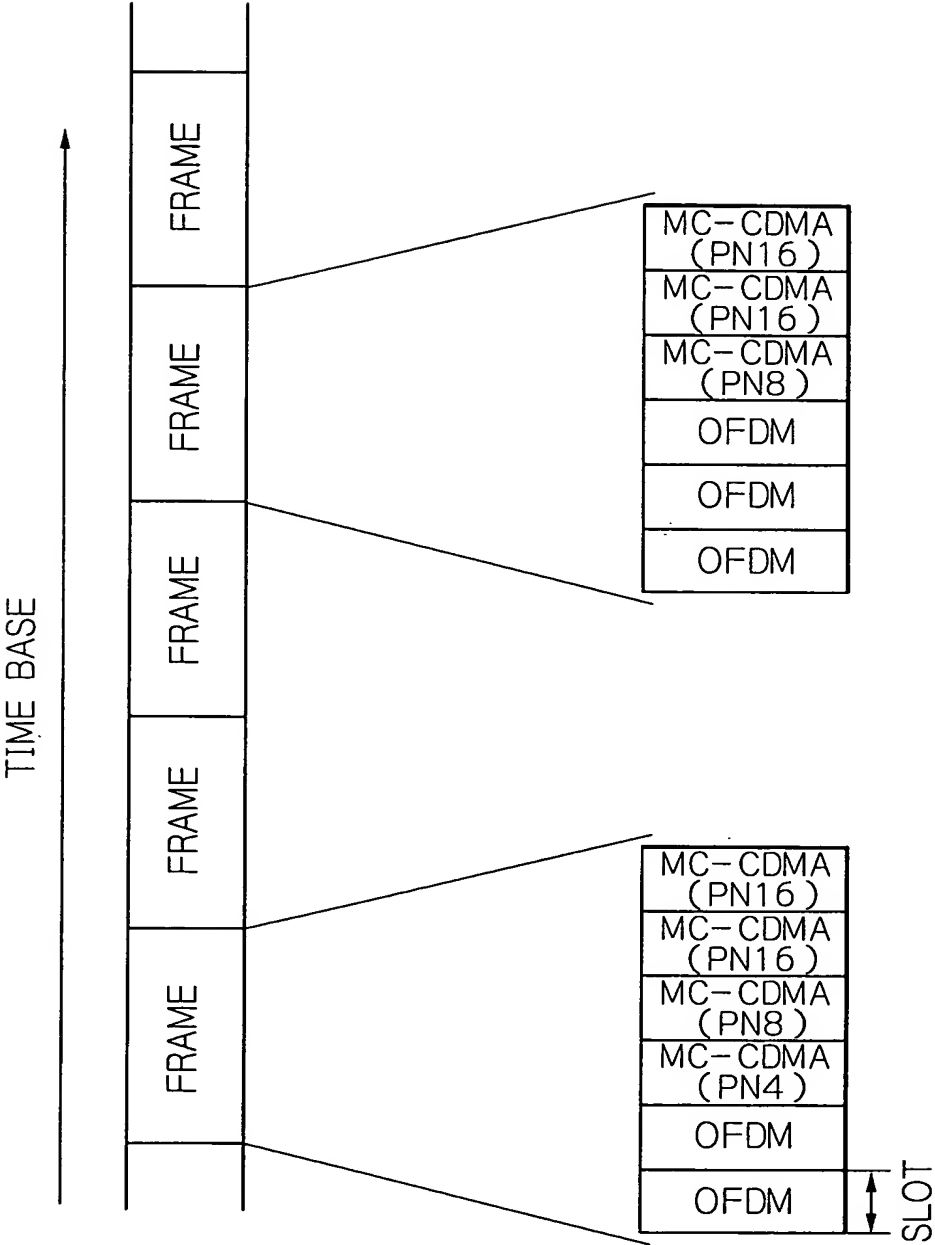 TIME BASE
FRAME
FRAME
FRAME
FRAME
FRAME
MC-CDMA
(PN16)
MC-CDMA
(PN16)
MC-CDMA
(PN8)
OFDM
OFDM
OFDM
MC-CDMA
(PN16)
MC-CDMA
(PN16)
MC-CDMA
(PN8)
MC-CDMA
(PN4)
OFDM
OFDM
SLOT